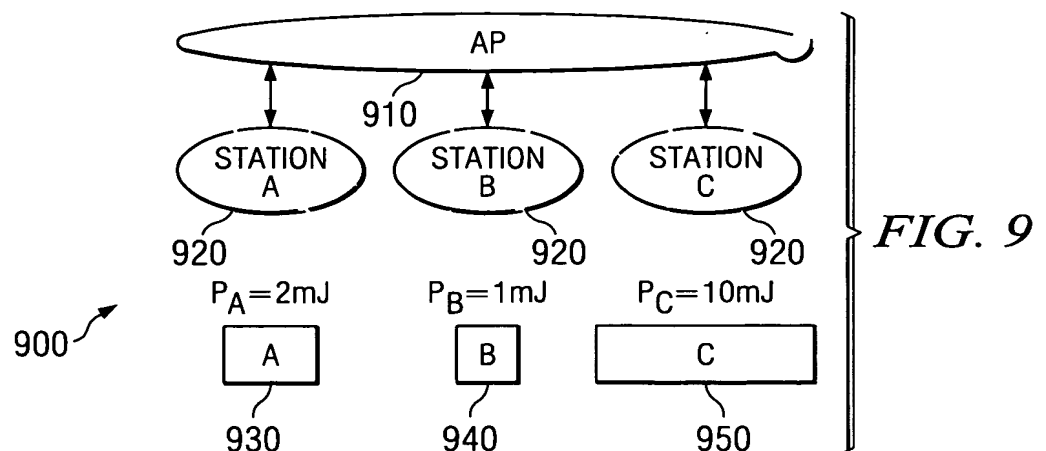 AP
910
STATION A
STATION B
STATION C
920
920
920
FIG. 9
P_A=2mJ
P_B=1mJ
P_C=10mJ
900
A
B
C
930
940
950